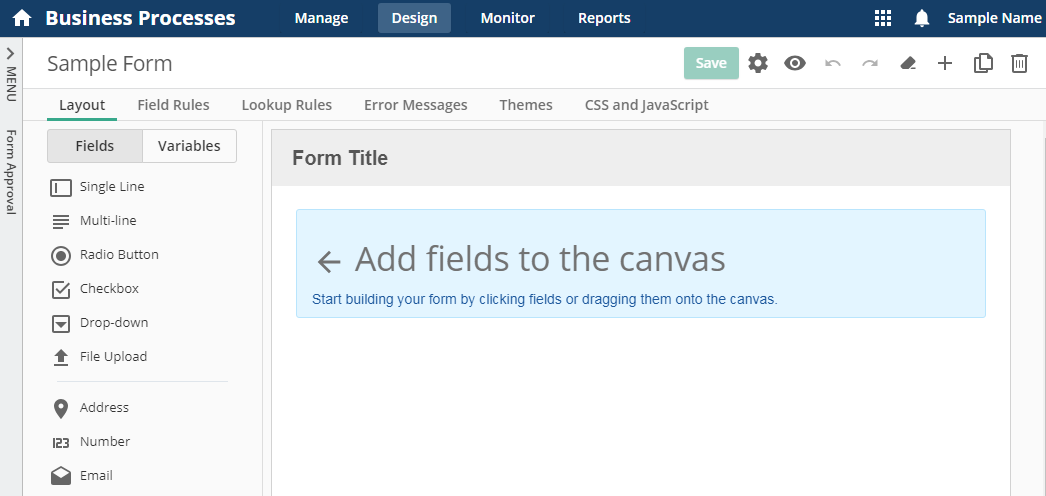 Business Processes Manage Design Monitor Reports Sample Name
MENU
Form Approval
Sample Form Save
Layout Field Rules Lookup Rules Error Messages Themes CSS and JavaScript
Fields Variables
Single Line
Multi-line
Radio Button
Checkbox
Drop-down
File Upload
Address
123 Number
Email
Form Title
Add fields to the canvas
Start building your form by clicking fields or dragging them onto the canvas.